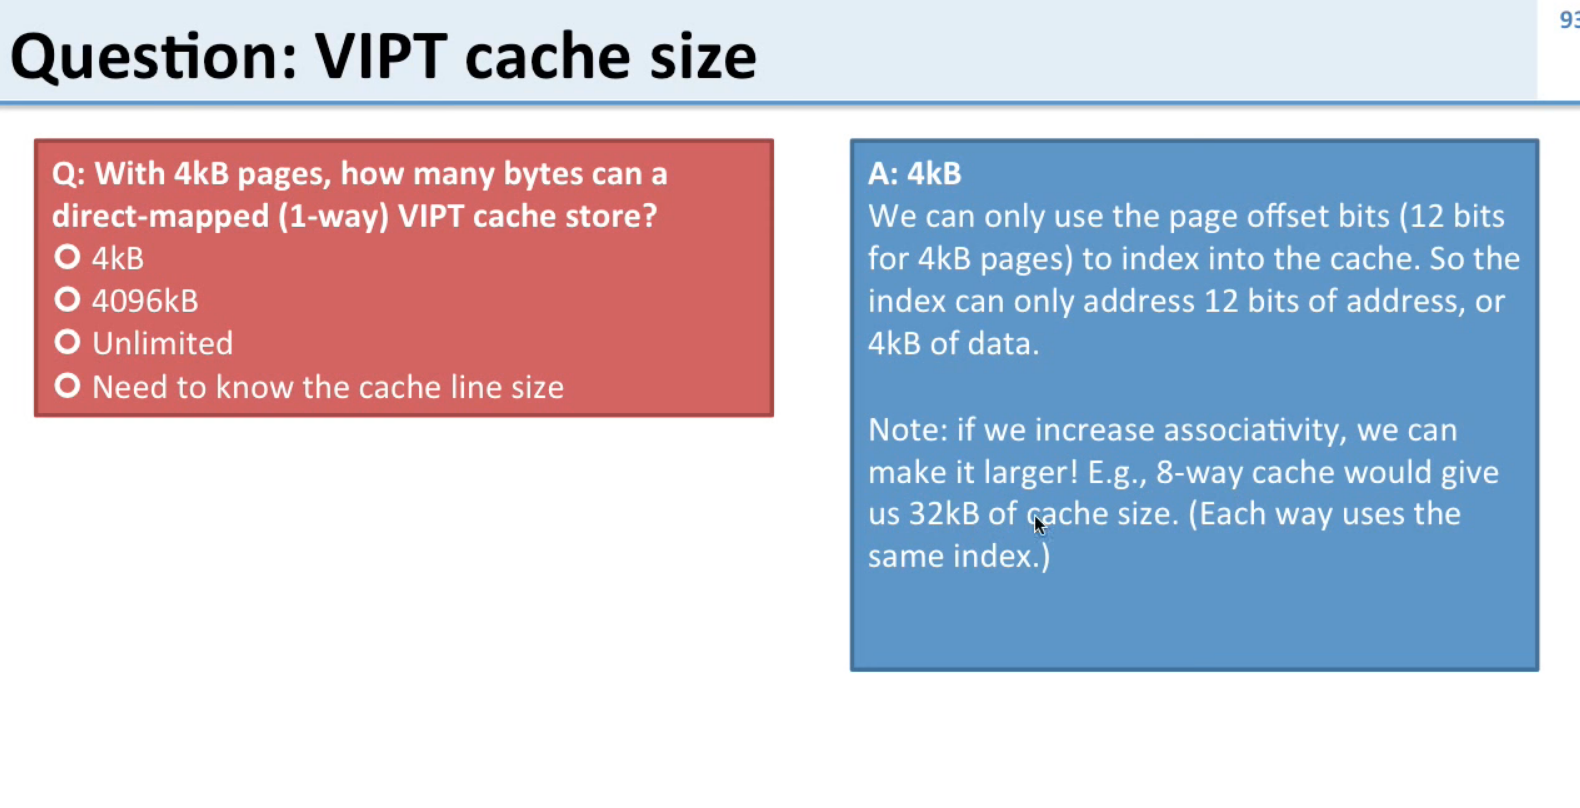 Question: VIPT cache size
93
Q: With 4kB pages, how many bytes can a
direct-mapped (1-way) VIPT cache store?
4kB
4096kB
Unlimited
Need to know the cache line size
A: 4kB
We can only use the page offset bits (12 bits
for 4kB pages) to index into the cache. So the
index can only address 12 bits of address, or
4kB of data.
Note: if we increase associativity, we can
make it larger! E.g., 8-way cache would give
us 32kB of cache size. (Each way uses the
same index.)